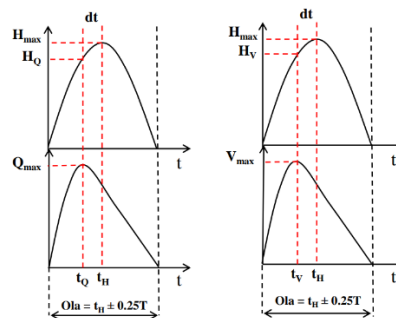 dt
H_max
H_Q
t
Q_max
t
t_Q t_H
Ola = t_H ± 0.25T
dt
H_max
H_V
t
V_max
t
t_V t_H
Ola = t_H ± 0.25T